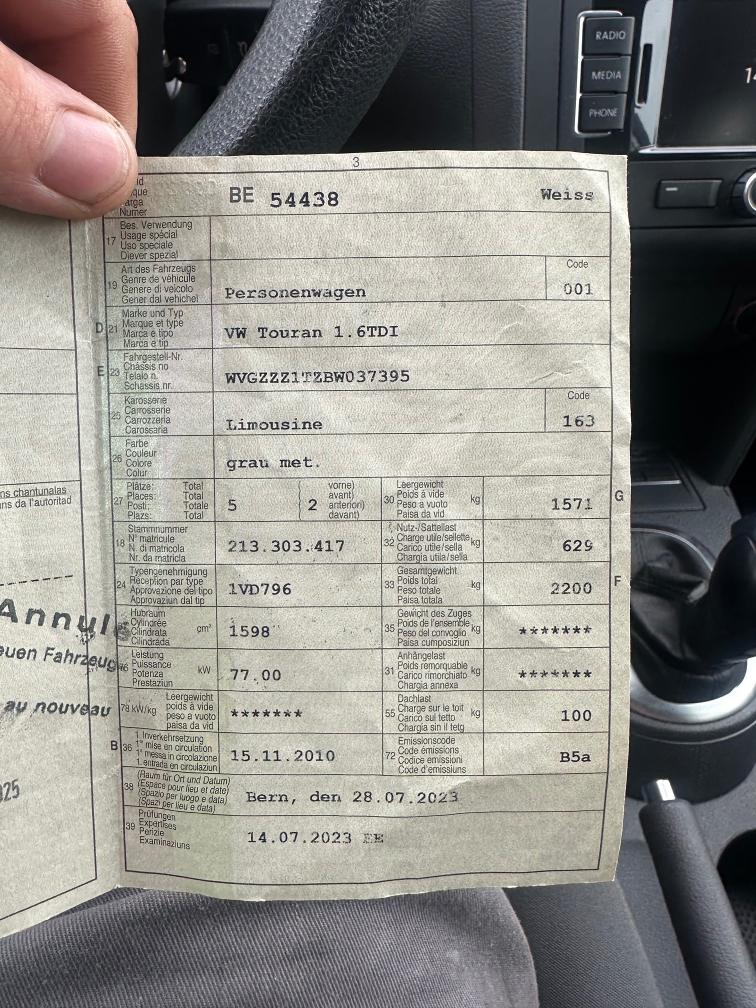 RADIO
MEDIA
PHONE
3
BE 54438 Weiss
Numer
17 Bes. Verwendung
Usage spécial
Uso speciale
Diever spezial
19 Art des Fahrzeugs
Genre de véhicule
Genere di veicolo
Gener dal vehichel
Personenwagen
Code
001
D 21 Marke und Typ
Marque et type
Marca e tipo
Marca e tip
VW Touran 1.6TDI
E 23 Fahrgestell-Nr.
Châssis no
Telaio n.
Schassis nr.
WVGZZZ1TZBW037395
25 Karosserie
Carrosserie
Carrozzeria
Carossaria
Limousine
Code
163
26 Farbe
Couleur
Colore
Colur
grau met.
27 Plätze: Total
Places: Total
Posti: Totale
Plazs: Total
5
2
vorne)
avant)
anteriori)
davant)
30 Leergewicht
Poids à vide
Peso a vuoto
Paisa da vid
kg
1571
G
18 Stammnummer
N° matricule
N. di matricola
Nr. da matricla
213.303.417
32 Nutz-/Sattellast
Charge utile/sellette
Carico utile/sella
Chargia utila/sella
kg
629
24 Typengenehmigung
Réception par type
Approvazione del tipo
Approvaziun dal tip
1VD796
33 Gesamtgewicht
Poids total
Peso totale
Paisa totala
kg
2200
F
Hubraum
Cylindrée
Cilindrata
Cilindrada
cm³
1598
35 Gewicht des Zuges
Poids de l'ensemble
Peso del convoglio
Paisa cumposiziun
kg
*******
Leistung
Puissance
Potenza
Prestaziun
kW
77.00
31 Anhängelast
Poids remorquable
Carico rimorchiato
Chargia annexa
kg
*******
78 kW/kg
Leergewicht
poids à vide
peso a vuoto
paisa da vid
*******
55 Dachlast
Charge sur le toit
Carico sul tetto
Chargia sin il tetg
kg
100
B 36 1. Inverkehrsetzung
1re mise en circulation
1a messa in circolazione
1. entrada en circulaziun
15.11.2010
72 Emissionscode
Code émissions
Codice emissioni
Code d'emissiuns
B5a
38 (Raum für Ort und Datum)
(Espace pour lieu et date)
(Spazio per luogo e data)
(Spazi per lieu e data)
Bern, den 28.07.2023
39 Prüfungen
Expertises
Perizie
Examinaziuns
14.07.2023 EE
ns chantunalas
ns da l'autoritad
Annulé
euen Fahrzeug
au nouveau